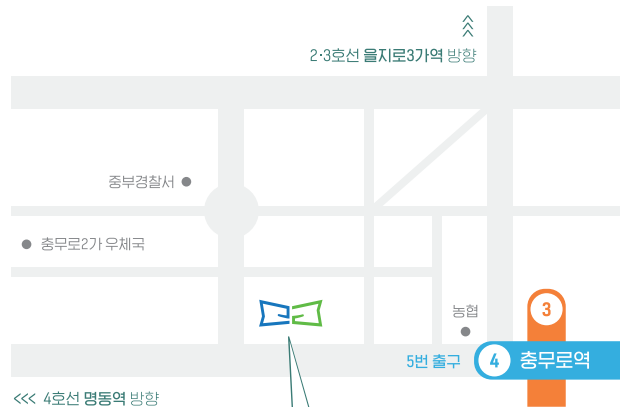 2·3호선 을지로3가역 방향
중부경찰서
충무로2가 우체국
농협
3
5번 출구
4 충무로역
<<< 4호선 명동역 방향